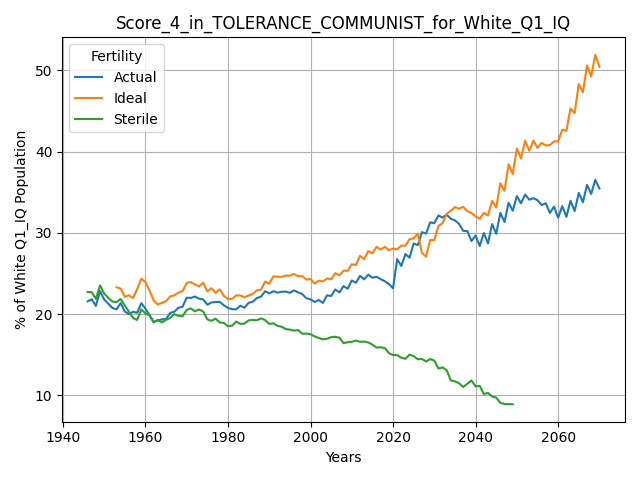 Score_4_in_TOLERANCE_COMMUNIST_for_White_Q1_IQ
Fertility
Actual
Ideal
Sterile
% of White Q1_IQ Population
50
40
30
20
10
1940 1960 1980 2000 2020 2040 2060
Years